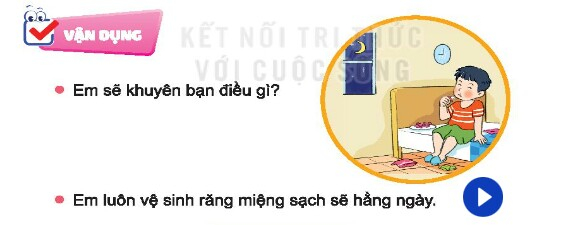 VẬN DỤNG
KẾT NỐI TRI THỨC
VỚI CUỘC SỐNG
Em sẽ khuyên bạn điều gì?
Em luôn vệ sinh răng miệng sạch sẽ hằng ngày.